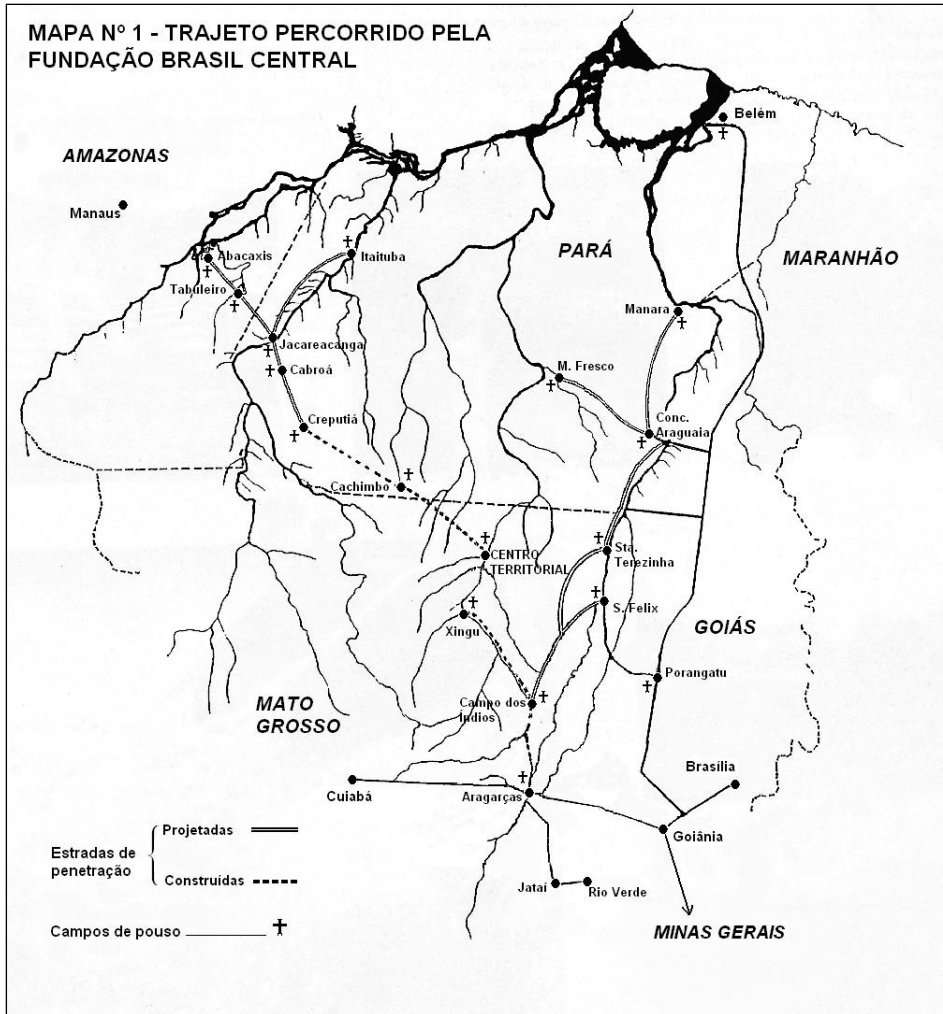 MAPA Nº 1 - TRAJETO PERCORRIDO PELA
FUNDAÇÃO BRASIL CENTRAL
Belém
AMAZONAS
Manaus
Abacaxis
Itaituba
PARÁ
MARANHÃO
Tabuleiro
Manara
Jacareacanga
Cabroá
M. Fresco
Creputiá
Conc.
Araguaia
Cachimbo
CENTRO
TERRITORIAL
Sta.
Terezinha
S. Felix
Xingu
GOIÁS
Porangatu
MATO
GROSSO
Campo dos
Índios
Brasília
Cuiabá
Aragarças
Goiânia
Projetadas
Estradas de
penetração
Construídas
Jataí
Rio Verde
Campos de pouso
MINAS GERAIS